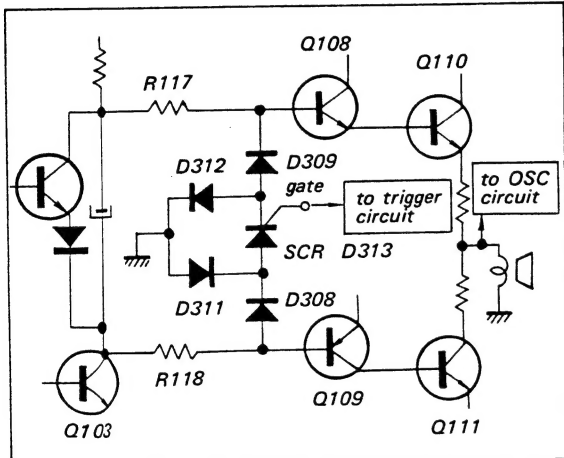 Q108
Q110
R117
D312
D309
gate
to trigger
circuit
to OSC
circuit
SCR D313
D311
D308
R118
Q109
Q103
Q111